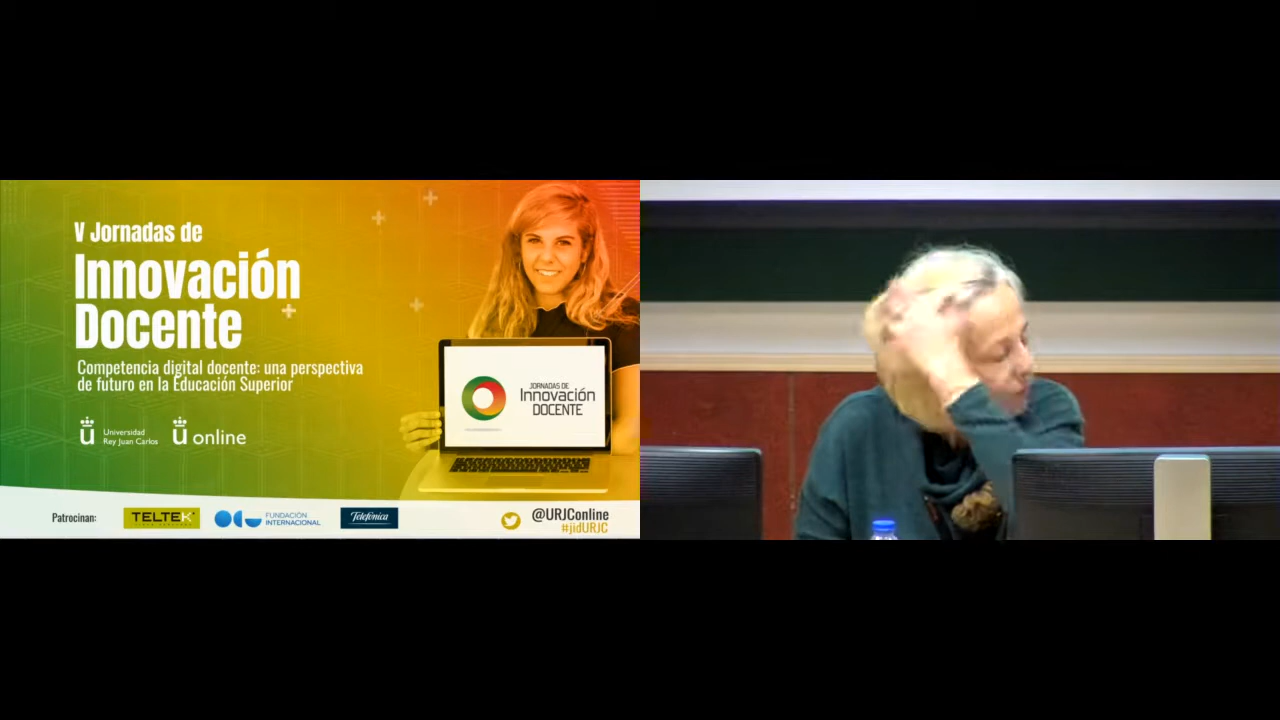 V Jornadas de
Innovación
Docente
Competencia digital docente: una perspectiva
de futuro en la Educación Superior
Universidad
Rey Juan Carlos
online
JORNADAS DE
Innovación
DOCENTE
Patrocinan:
TELTEK
FUNDACIÓN
INTERNACIONAL
Telefónica
@URJConline
#jidURJC